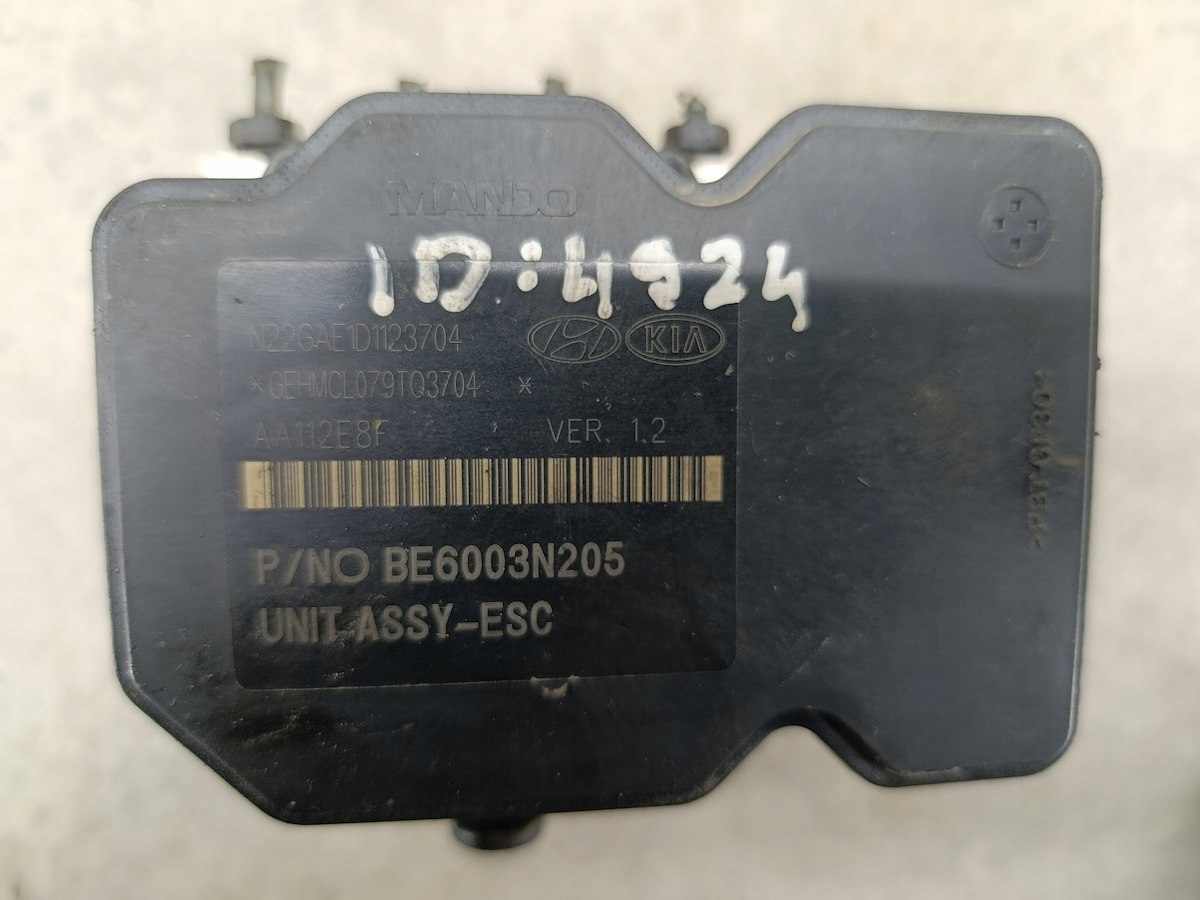 MANDO
ID:4924
N22GAE1D1123704
KIA
*GEHMCL079TQ3704 *
AA112E8F VER. 1.2
P/NO BE6003N205
UNIT ASSY-ESC